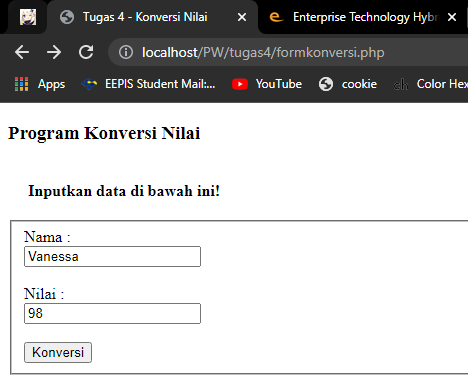 Tugas 4 - Konversi Nilai
Enterprise Technology Hybr
localhost/PW/tugas4/formkonversi.php
Apps EEPIS Student Mail:... YouTube cookie Color Hex
Program Konversi Nilai
Inputkan data di bawah ini!
Nama :
Vanessa
Nilai :
98
Konversi